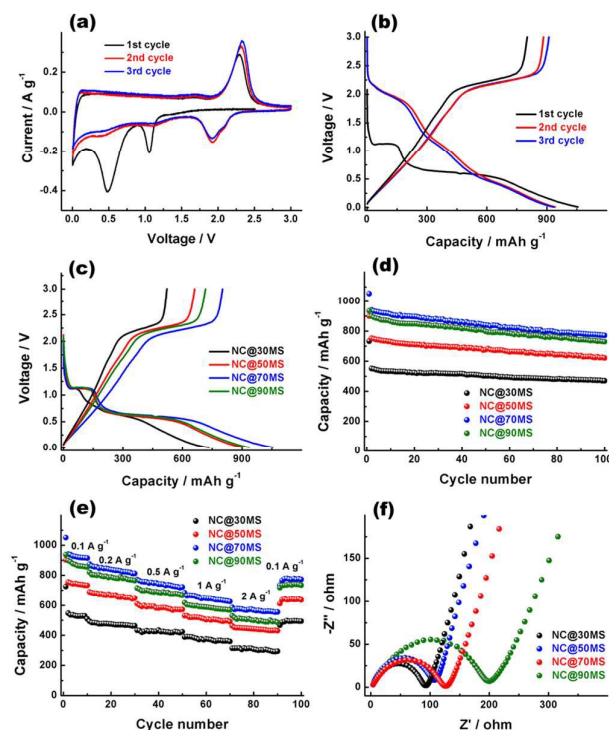 (a)
1st cycle
2nd cycle
3rd cycle
Current / A g⁻¹
0.2
0.0
-0.2
-0.4
0.0 0.5 1.0 1.5 2.0 2.5 3.0
Voltage / V
(b)
Voltage / V
3.0
2.5
2.0
1.5
1.0
0.5
0.0
1st cycle
2nd cycle
3rd cycle
0 300 600 900
Capacity / mAh g⁻¹
(c)
Voltage / V
3.0
2.5
2.0
1.5
1.0
0.5
0.0
NC@30MS
NC@50MS
NC@70MS
NC@90MS
0 300 600 900
Capacity / mAh g⁻¹
(d)
Capacity / mAh g⁻¹
1000
800
600
400
200
0
NC@30MS
NC@50MS
NC@70MS
NC@90MS
0 20 40 60 80 100
Cycle number
(e)
NC@30MS
NC@50MS
NC@70MS
NC@90MS
Capacity / mAh g⁻¹
1200
1000
800
600
400
200
0
0.1 A g⁻¹
0.2 A g⁻¹
0.5 A g⁻¹
1 A g⁻¹
2 A g⁻¹
0.1 A g⁻¹
0 20 40 60 80 100
Cycle number
(f)
-Z'' / ohm
150
100
50
0
NC@30MS
NC@50MS
NC@70MS
NC@90MS
0 100 200 300
Z' / ohm